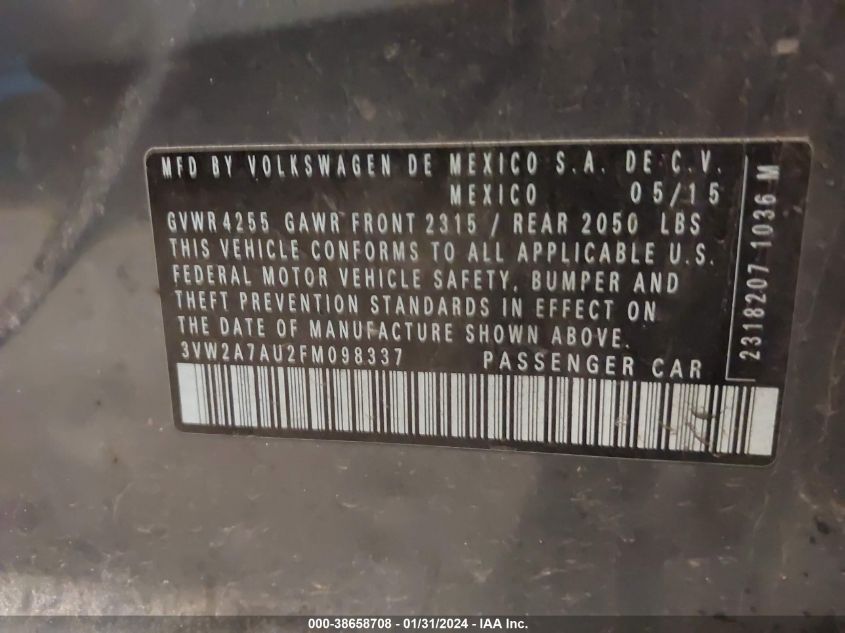 MFD BY VOLKSWAGEN DE MEXICO S.A. DE C.V.
MEXICO 05/15
GVWR 4255 GAWR FRONT 2315 / REAR 2050 LBS
THIS VEHICLE CONFORMS TO ALL APPLICABLE U.S.
FEDERAL MOTOR VEHICLE SAFETY, BUMPER AND
THEFT PREVENTION STANDARDS IN EFFECT ON
THE DATE OF MANUFACTURE SHOWN ABOVE.
3VW2A7AU2FM098337 PASSENGER CAR
2318207 1036 M
000-38658708 - 01/31/2024 - IAA Inc.